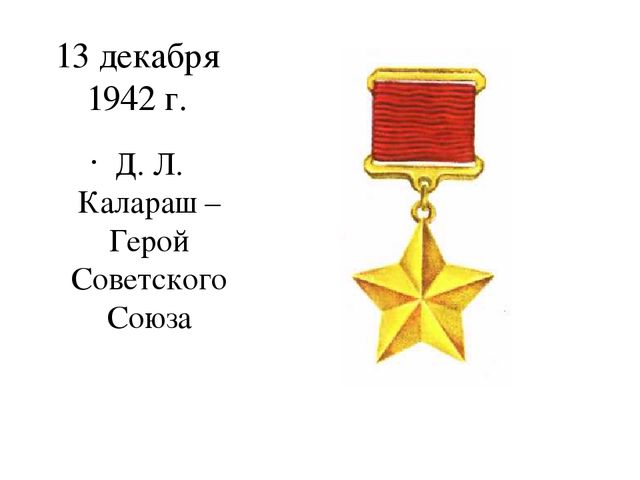 13 декабря
1942 г.
· Д. Л.
Калараш –
Герой
Советского
Союза